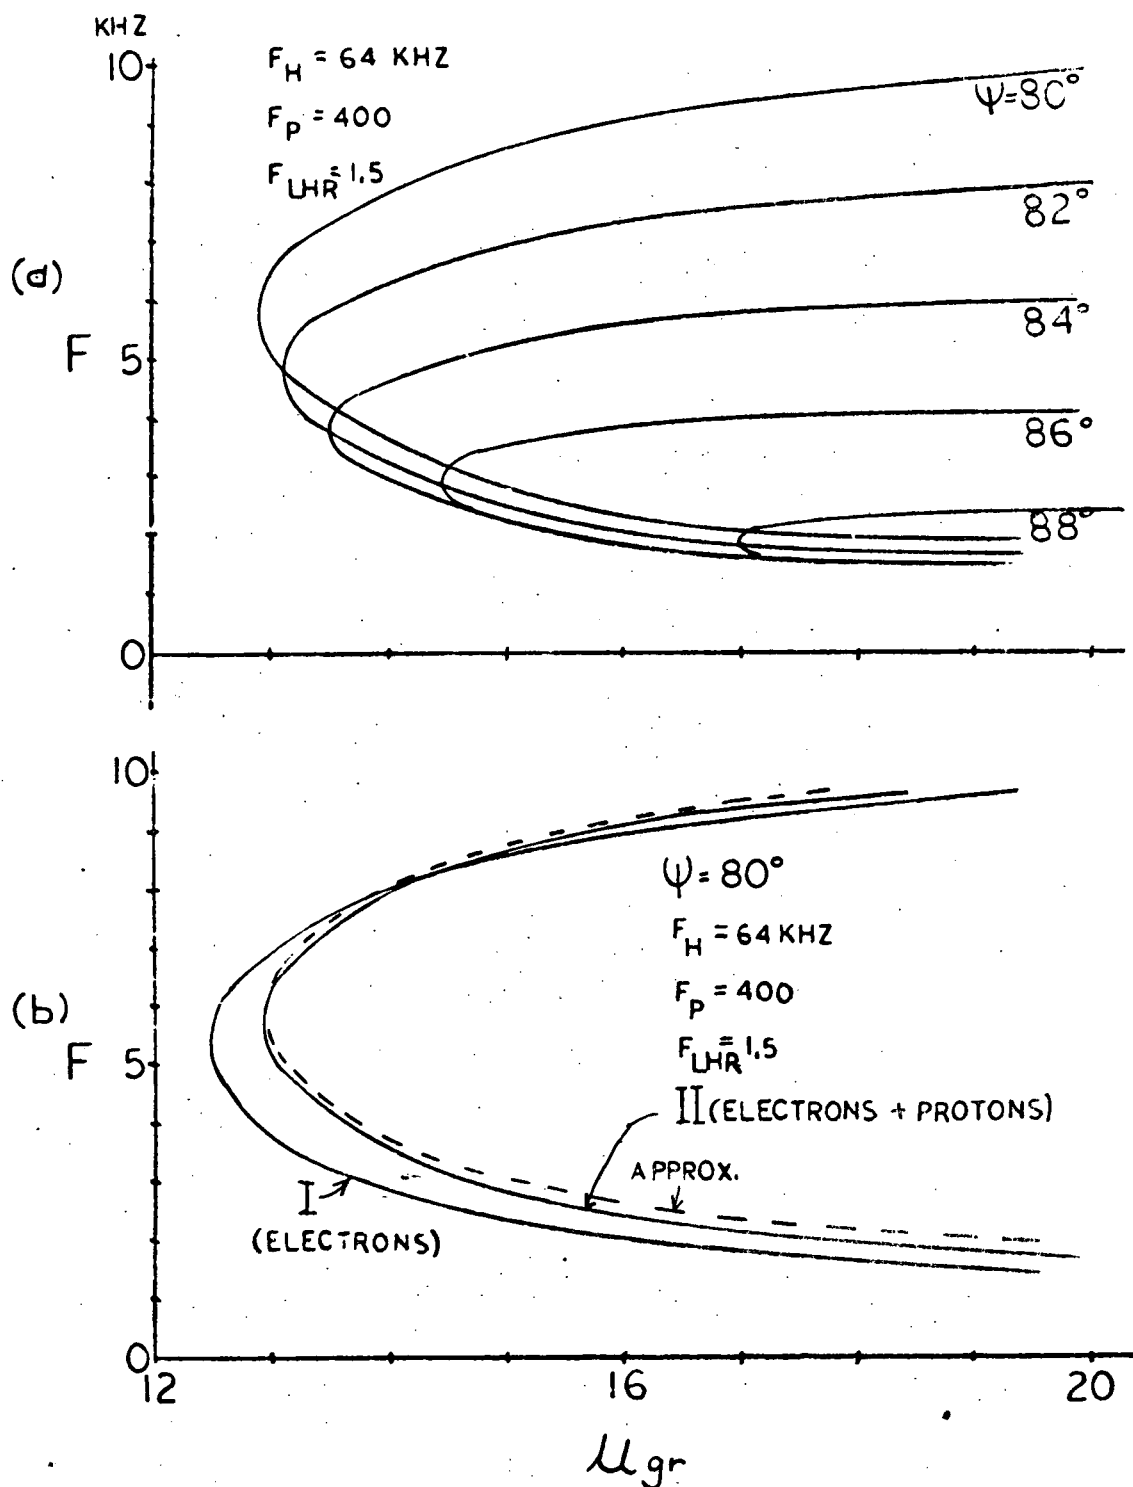 KHZ
10
F_H = 64 KHZ
F_P = 400
F_LHR = 1.5
ψ=80°
82°
(a)
84°
F 5
86°
88°
0
10
ψ=80°
F_H = 64 KHZ
F_P = 400
(b)
F 5
F_LHR = 1.5
II (ELECTRONS + PROTONS)
APPROX.
I
(ELECTRONS)
0
12 16 20
μgr